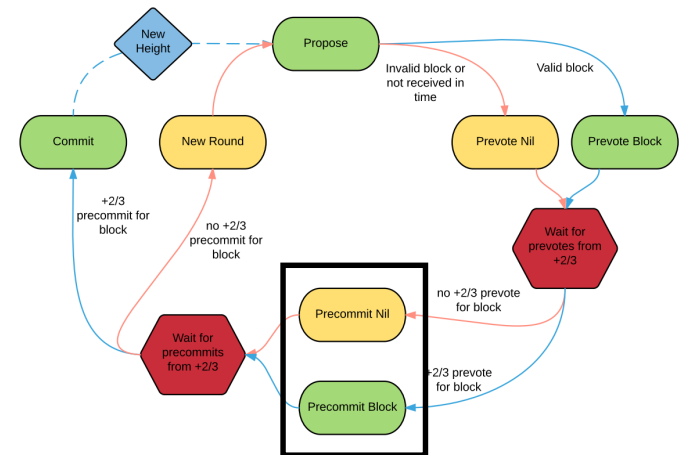 New
Height
Propose
Invalid block or
not received in
time
Valid block
Commit
New Round
Prevote Nil
Prevote Block
+2/3
precommit for
block
no +2/3
precommit for
block
Wait for
prevotes from
+2/3
no +2/3 prevote
for block
Precommit Nil
Wait for
precommits
from +2/3
+2/3 prevote
for block
Precommit Block